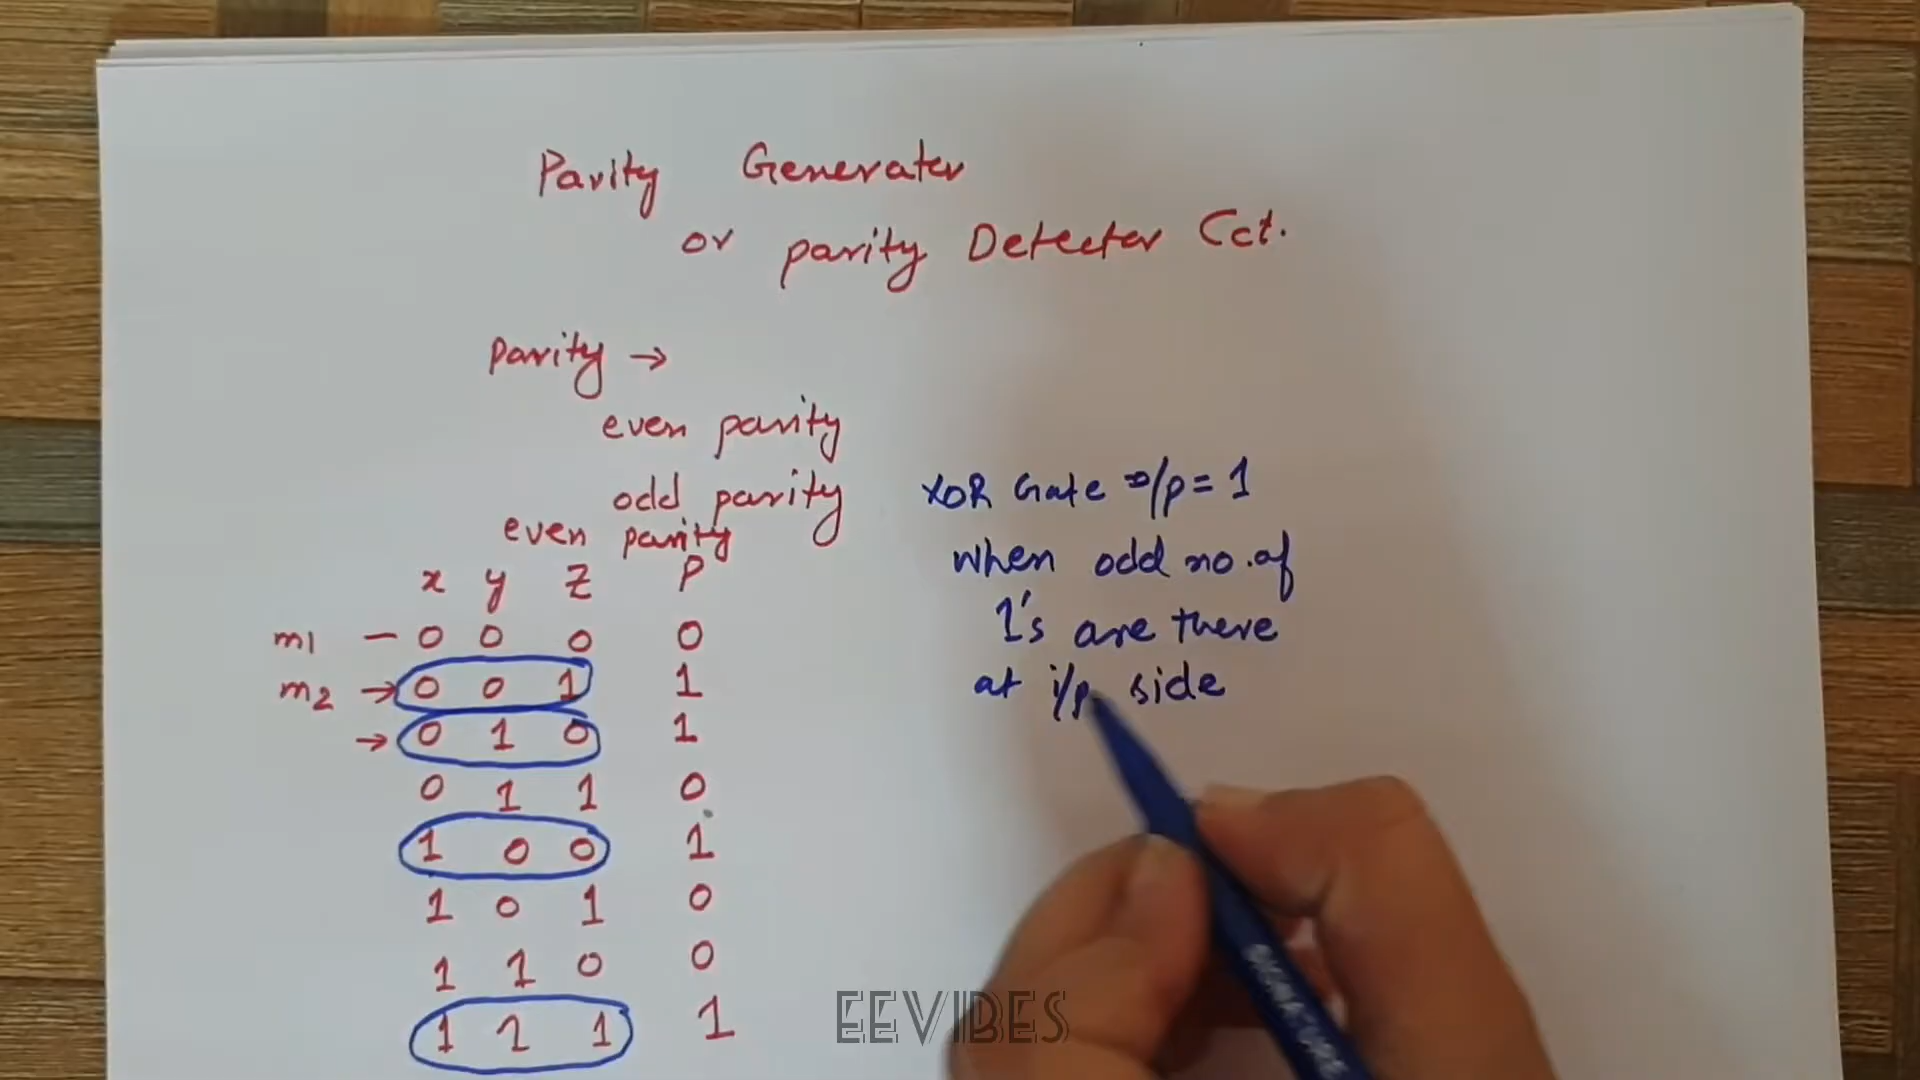 Parity Generater
or parity Detecter Cct.
parity →
even parity
odd parity
even parity
x y z P
m1 — 0 0 0 0
m2 → 0 0 1 1
→ 0 1 0 1
0 1 1 0
1 0 0 1
1 0 1 0
1 1 0 0
1 1 1 1
XOR Gate o/p = 1
when odd no. of
1's are there
at i/p side
EEVIBES
SIGNATURE